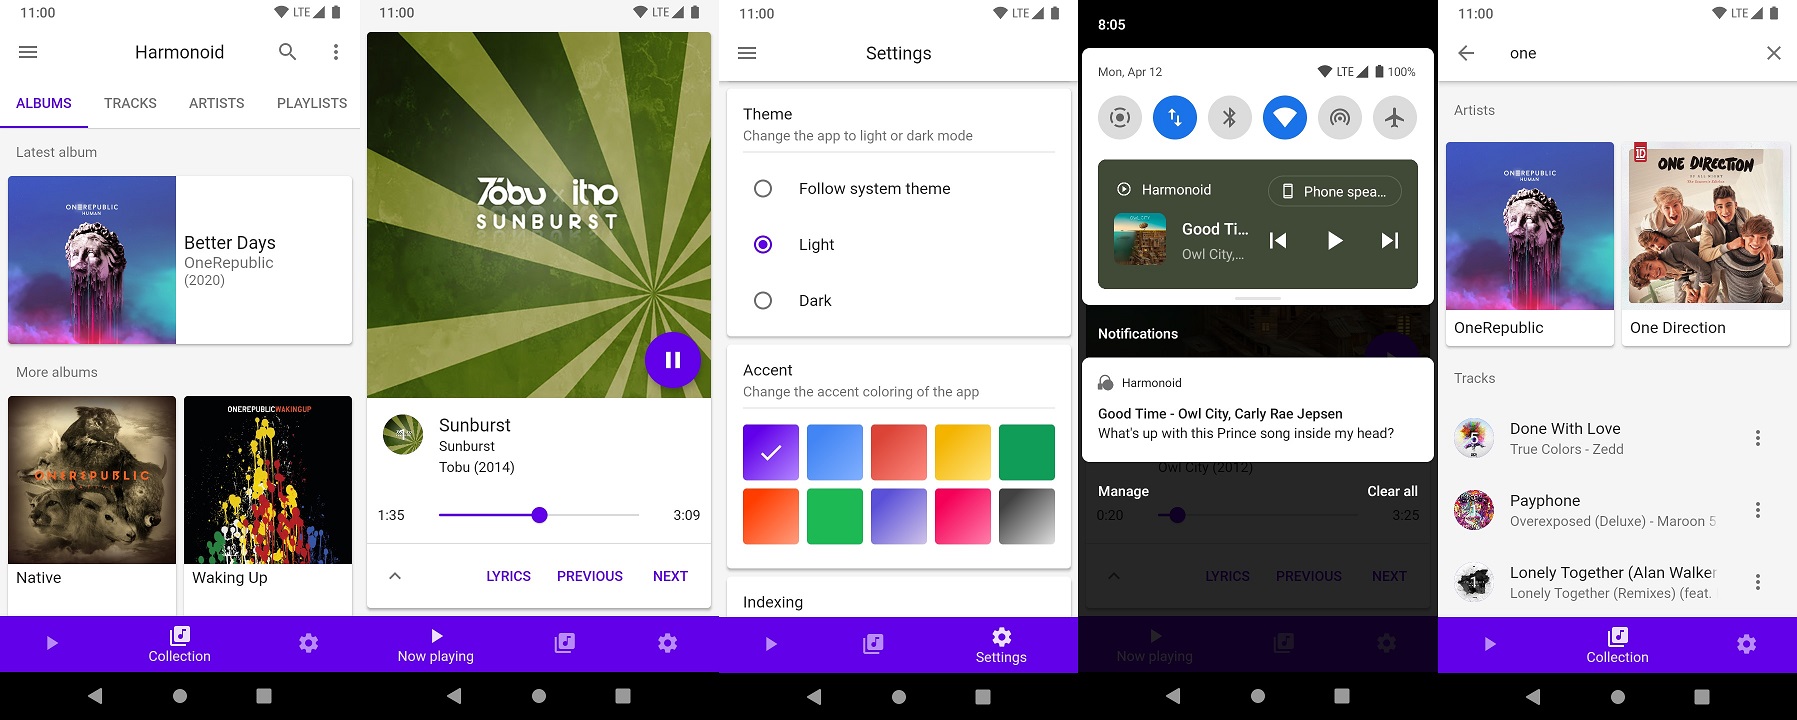 11:00
LTE
Harmonoid
ALBUMS
TRACKS
ARTISTS
PLAYLISTS
Latest album
ONEREPUBLIC
HUMAN
Better Days
OneRepublic
(2020)
More albums
ONEREPUBLIC
ONEREPUBLICWAKINGUP
Native
Waking Up
Collection
11:00
LTE
Tobu x itro
SUNBURST
Sunburst
Sunburst
Tobu (2014)
1:35
3:09
LYRICS
PREVIOUS
NEXT
Now playing
11:00
LTE
Settings
Theme
Change the app to light or dark mode
Follow system theme
Light
Dark
Accent
Change the accent coloring of the app
Indexing
Settings
8:05
Mon, Apr 12
LTE
100%
Harmonoid
Phone spea...
OWL CITY
Good Ti...
Owl City,...
Notifications
Harmonoid
Good Time - Owl City, Carly Rae Jepsen
What's up with this Prince song inside my head?
Owl City (2012)
Manage
Clear all
0:20
3:25
LYRICS
PREVIOUS
NEXT
Now playing
11:00
LTE
one
Artists
ONEREPUBLIC
HUMAN
1D
ONE DIRECTION
UP ALL NIGHT
OneRepublic
One Direction
Tracks
Done With Love
True Colors - Zedd
Payphone
Overexposed (Deluxe) - Maroon 5
Lonely Together (Alan Walker
Lonely Together (Remixes) (feat.
Collection